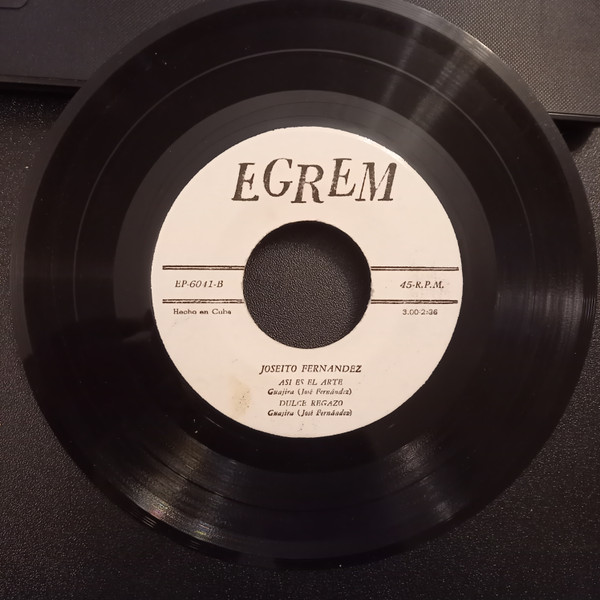 EGREM
EP-6041-B
45-R.P.M.
Hecho en Cuba
3.00-2:36
JOSEITO FERNANDEZ
ASI ES EL ARTE
Guajira (José Fernández)
DULCE REGAZO
Guajira (José Fernández)